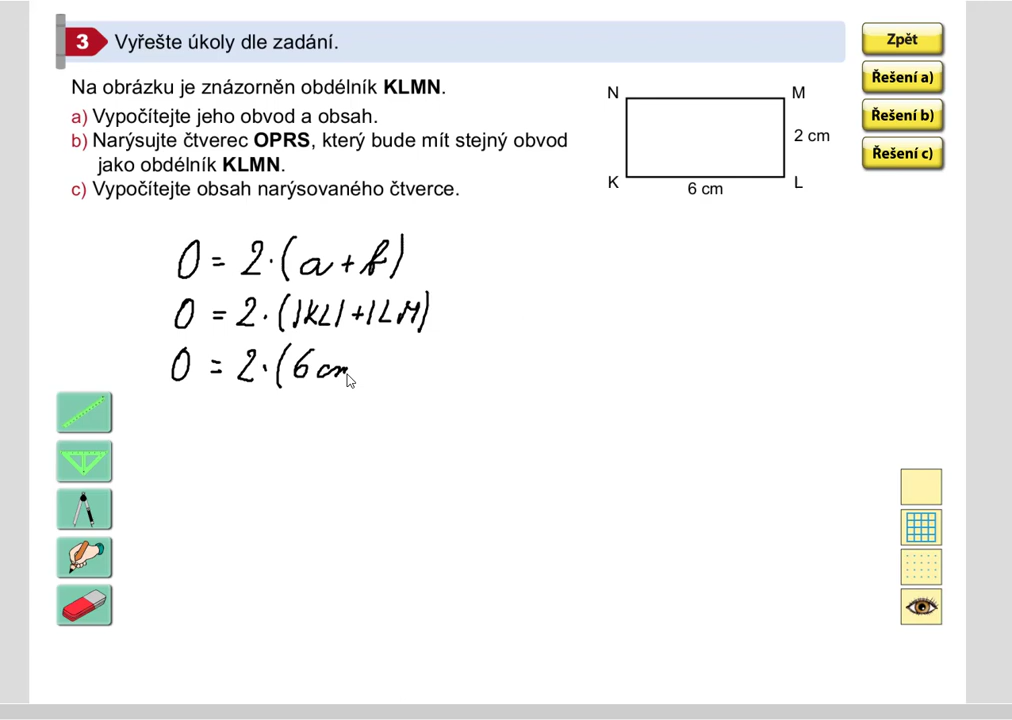 3 Vyřešte úkoly dle zadání.
Zpět
Řešení a)
Řešení b)
Řešení c)
Na obrázku je znázorněn obdélník KLMN.
a) Vypočítejte jeho obvod a obsah.
b) Narýsujte čtverec OPRS, který bude mít stejný obvod
jako obdélník KLMN.
c) Vypočítejte obsah narýsovaného čtverce.
N M
2 cm
K L
6 cm
O = 2·(a+b)
O = 2·(|KL|+|LM)
O = 2·(6 cm